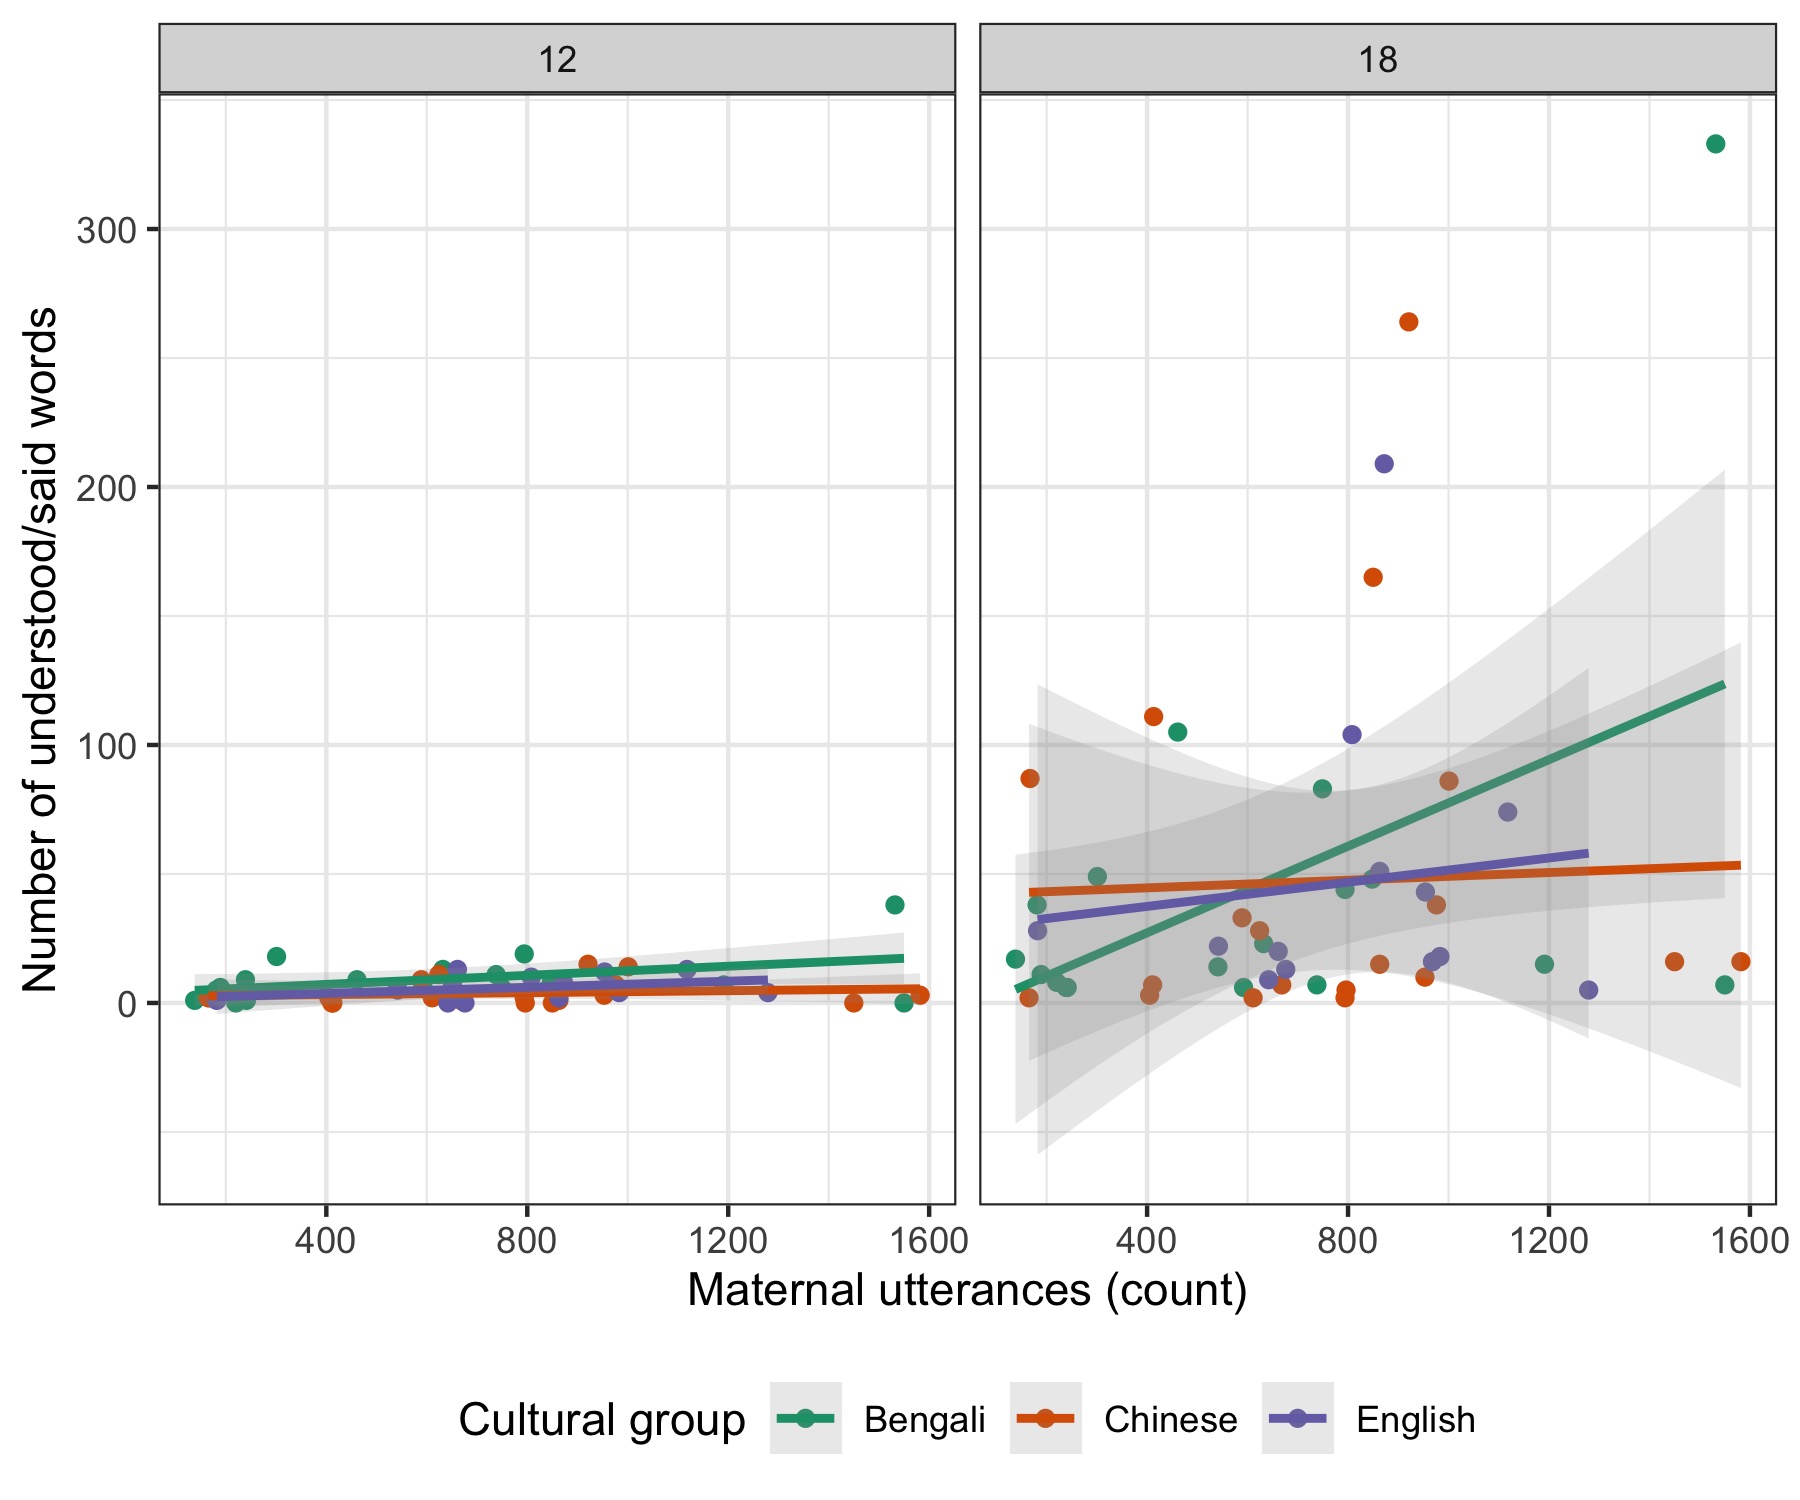 12
18
Number of understood/said words
300
200
100
0
400 800 1200 1600
400 800 1200 1600
Maternal utterances (count)
Cultural group Bengali Chinese English